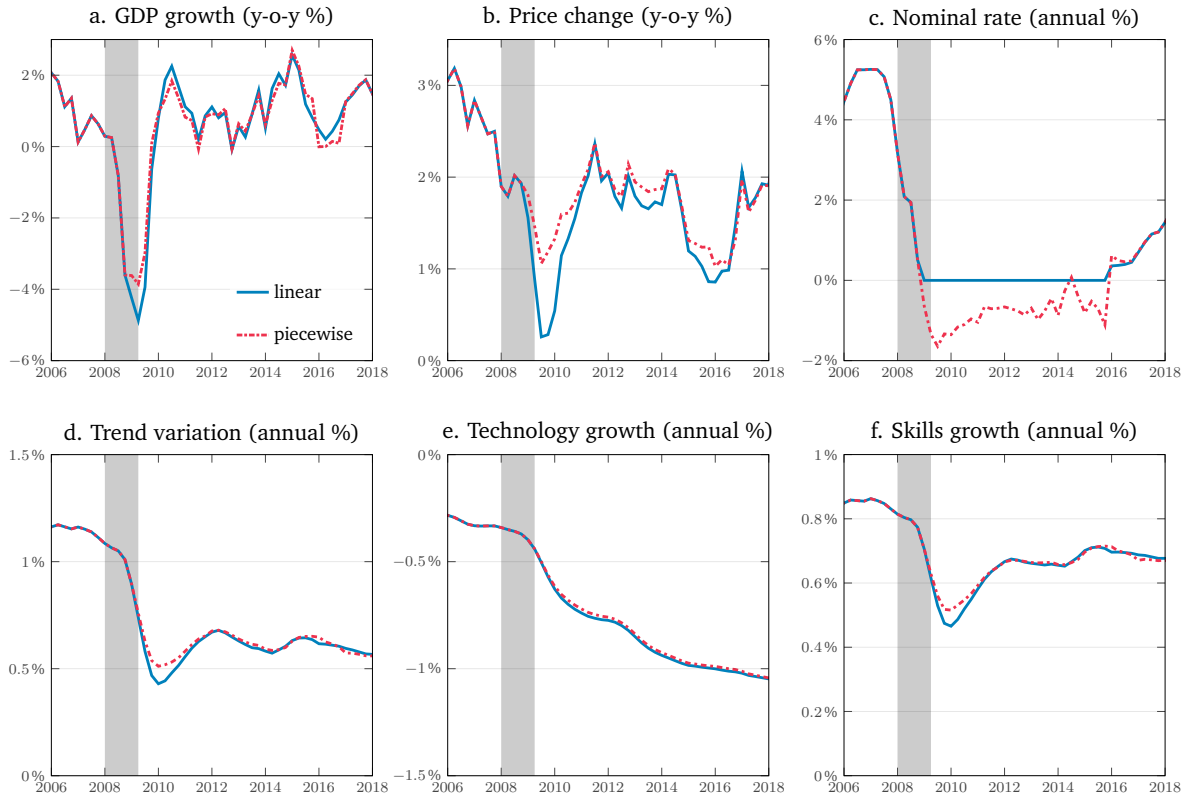 a. GDP growth (y-o-y %)
2%
0%
−2%
−4%
−6%
2006 2008 2010 2012 2014 2016 2018
linear
piecewise
b. Price change (y-o-y %)
3%
2%
1%
0%
2006 2008 2010 2012 2014 2016 2018
c. Nominal rate (annual %)
6%
4%
2%
0%
−2%
2006 2008 2010 2012 2014 2016 2018
d. Trend variation (annual %)
1.5%
1%
0.5%
0%
2006 2008 2010 2012 2014 2016 2018
e. Technology growth (annual %)
0%
−0.5%
−1%
−1.5%
2006 2008 2010 2012 2014 2016 2018
f. Skills growth (annual %)
1%
0.8%
0.6%
0.4%
0.2%
0%
2006 2008 2010 2012 2014 2016 2018